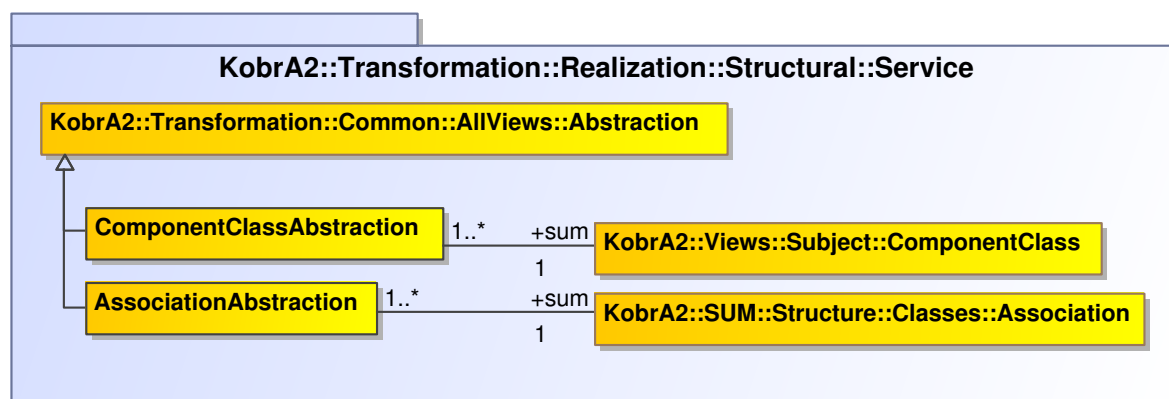 KobrA2::Transformation::Realization::Structural::Service
KobrA2::Transformation::Common::AllViews::Abstraction
ComponentClassAbstraction
1..*
+sum
1
KobrA2::Views::Subject::ComponentClass
AssociationAbstraction
1..*
+sum
1
KobrA2::SUM::Structure::Classes::Association